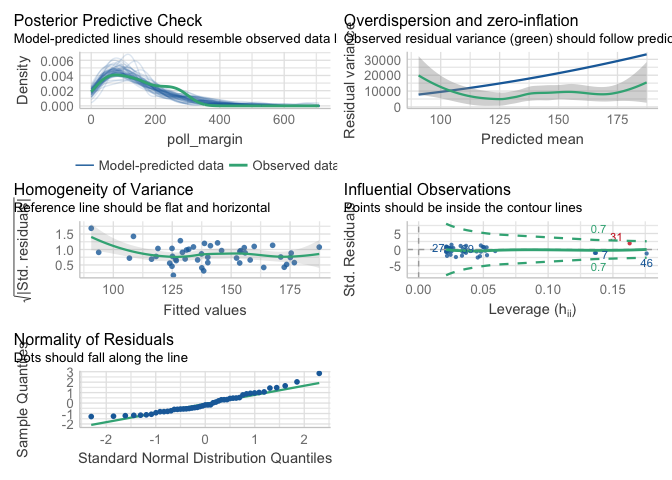 Posterior Predictive Check
Model-predicted lines should resemble observed data l
Density
0.006
0.004
0.002
0.000
0
200
400
600
poll_margin
Model-predicted data
Observed data
Overdispersion and zero-inflation
Observed residual variance (green) should follow predic
Residual variance
30000
20000
10000
0
100
125
150
175
Predicted mean
Homogeneity of Variance
Reference line should be flat and horizontal
√|Std. residuals|
1.5
1.0
0.5
100
125
150
175
Fitted values
Influential Observations
Points should be inside the contour lines
Std. Residuals
5
0
-5
0.7
31
27
7
46
0.7
0.00
0.05
0.10
0.15
Leverage (hii)
Normality of Residuals
Dots should fall along the line
Sample Quantiles
3
2
1
0
-1
-2
-2
-1
0
1
2
Standard Normal Distribution Quantiles